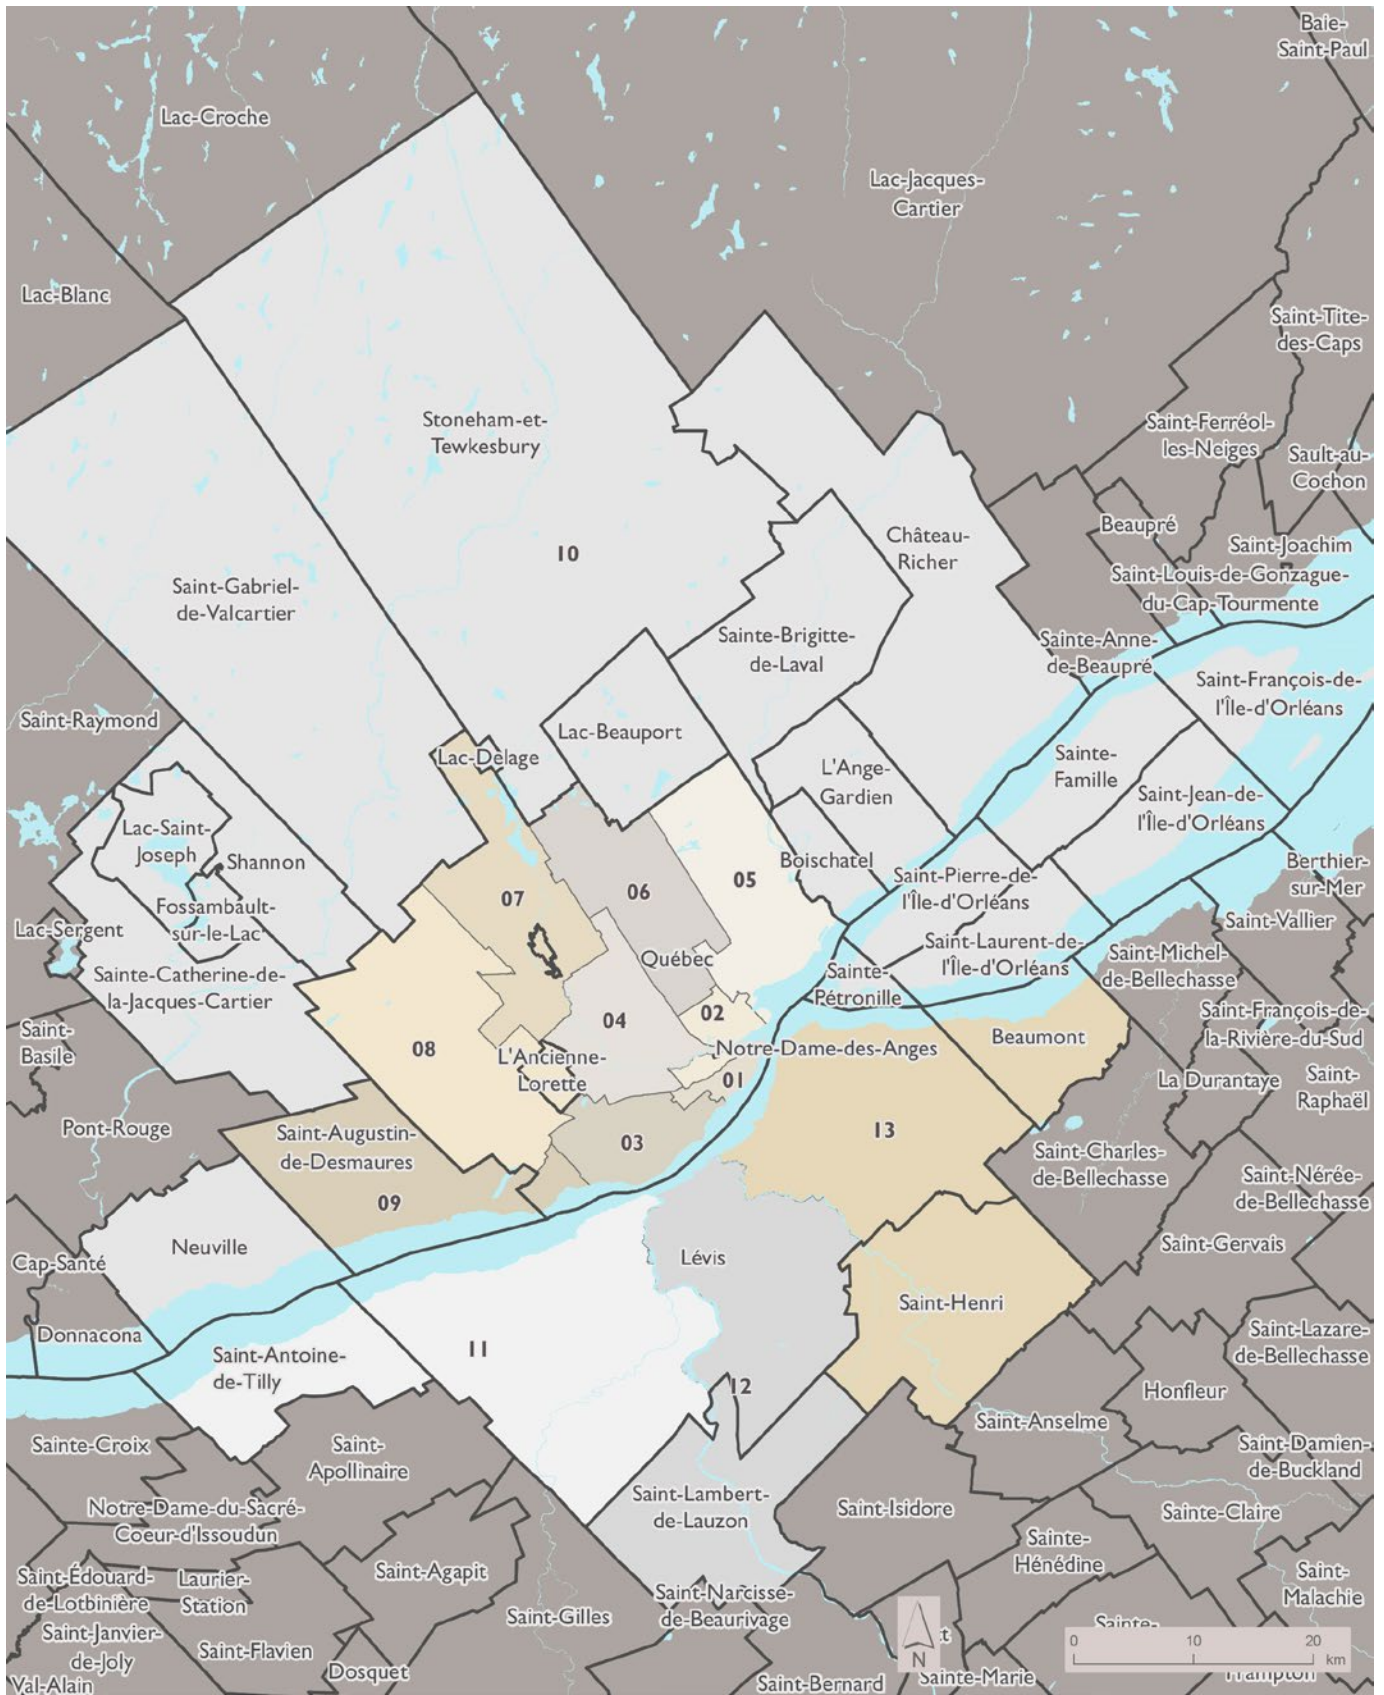 Baie-
Saint-Paul
Lac-Croche
Lac-Jacques-
Cartier
Lac-Blanc
Saint-Tite-
des-Caps
Stoneham-et-
Tewkesbury
Saint-Ferréol-
les-Neiges
Sault-au-
Cochon
Beaupré
Château-
Richer
Saint-Joachim
10
Saint-Gabriel-
de-Valcartier
Saint-Louis-de-Gonzague-
du-Cap-Tourmente
Sainte-Brigitte-
de-Laval
Sainte-Anne-
de-Beaupré
Saint-François-de-
l'Île-d'Orléans
Saint-Raymond
Lac-Beauport
Lac-Delage
Sainte-
Famille
L'Ange-
Gardien
Saint-Jean-de-
l'Île-d'Orléans
Lac-Saint-
Joseph
Shannon
Boischatel
Berthier-
sur-Mer
05
06
07
Saint-Pierre-de-
l'Île-d'Orléans
Fossambault-
sur-le-Lac
Lac-Sergent
Saint-Vallier
Saint-Laurent-de-
l'Île-d'Orléans
Saint-Michel-
de-Bellechasse
Québec
Sainte-Catherine-de-
la-Jacques-Cartier
Sainte-
Pétronille
Saint-François-de-
la-Rivière-du-Sud
02
04
Saint-
Basile
Beaumont
08
Notre-Dame-des-Anges
L'Ancienne-
Lorette
01
La Durantaye
Saint-
Raphaël
Pont-Rouge
Saint-Augustin-
de-Desmaures
03
13
Saint-Charles-
de-Bellechasse
Saint-Nérée-
de-Bellechasse
09
Neuville
Lévis
Saint-Gervais
Cap-Santé
Saint-Henri
Donnacona
Saint-Lazare-
de-Bellechasse
11
Saint-Antoine-
de-Tilly
12
Honfleur
Saint-Anselme
Sainte-Croix
Saint-
Apollinaire
Saint-Damien-
de-Buckland
Saint-Lambert-
de-Lauzon
Notre-Dame-du-Sacré-
Coeur-d'Issoudun
Saint-Isidore
Sainte-Claire
Sainte-
Hénédine
Saint-Édouard-
de-Lotbinière
Laurier-
Station
Saint-Agapit
Saint-
Malachie
Saint-Narcisse-
de-Beaurivage
Saint-Gilles
Saint-Janvier-
de-Joly
Saint-Flavien
Sainte-
Dosquet
N
0 10 20
km
Val-Alain
Saint-Bernard
Sainte-Marie
Frampton